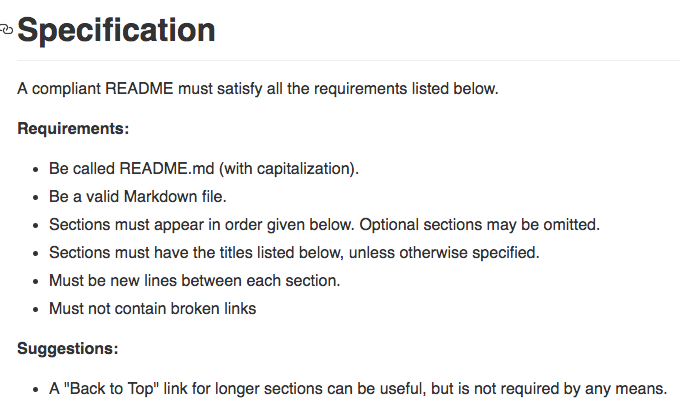 Specification
A compliant README must satisfy all the requirements listed below.
Requirements:
• Be called README.md (with capitalization).
• Be a valid Markdown file.
• Sections must appear in order given below. Optional sections may be omitted.
• Sections must have the titles listed below, unless otherwise specified.
• Must be new lines between each section.
• Must not contain broken links
Suggestions:
• A "Back to Top" link for longer sections can be useful, but is not required by any means.